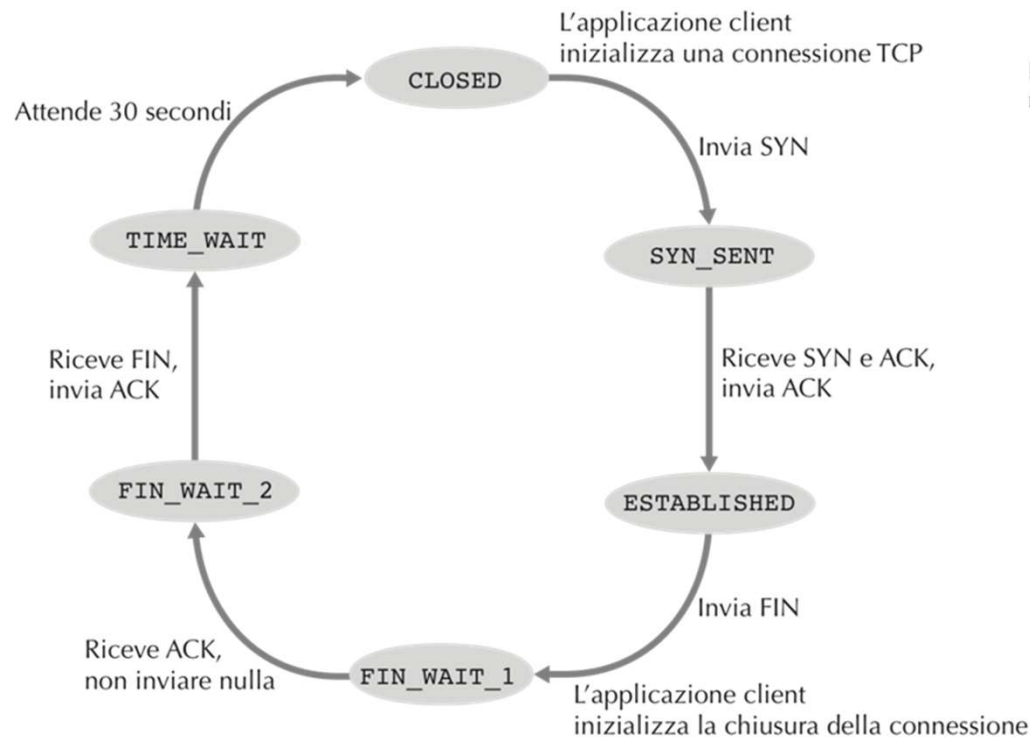 L'applicazione client
inizializza una connessione TCP
CLOSED
Attende 30 secondi
Invia SYN
TIME_WAIT
SYN_SENT
Riceve FIN,
invia ACK
Riceve SYN e ACK,
invia ACK
FIN_WAIT_2
ESTABLISHED
Invia FIN
Riceve ACK,
non inviare nulla
FIN_WAIT_1
L'applicazione client
inizializza la chiusura della connessione